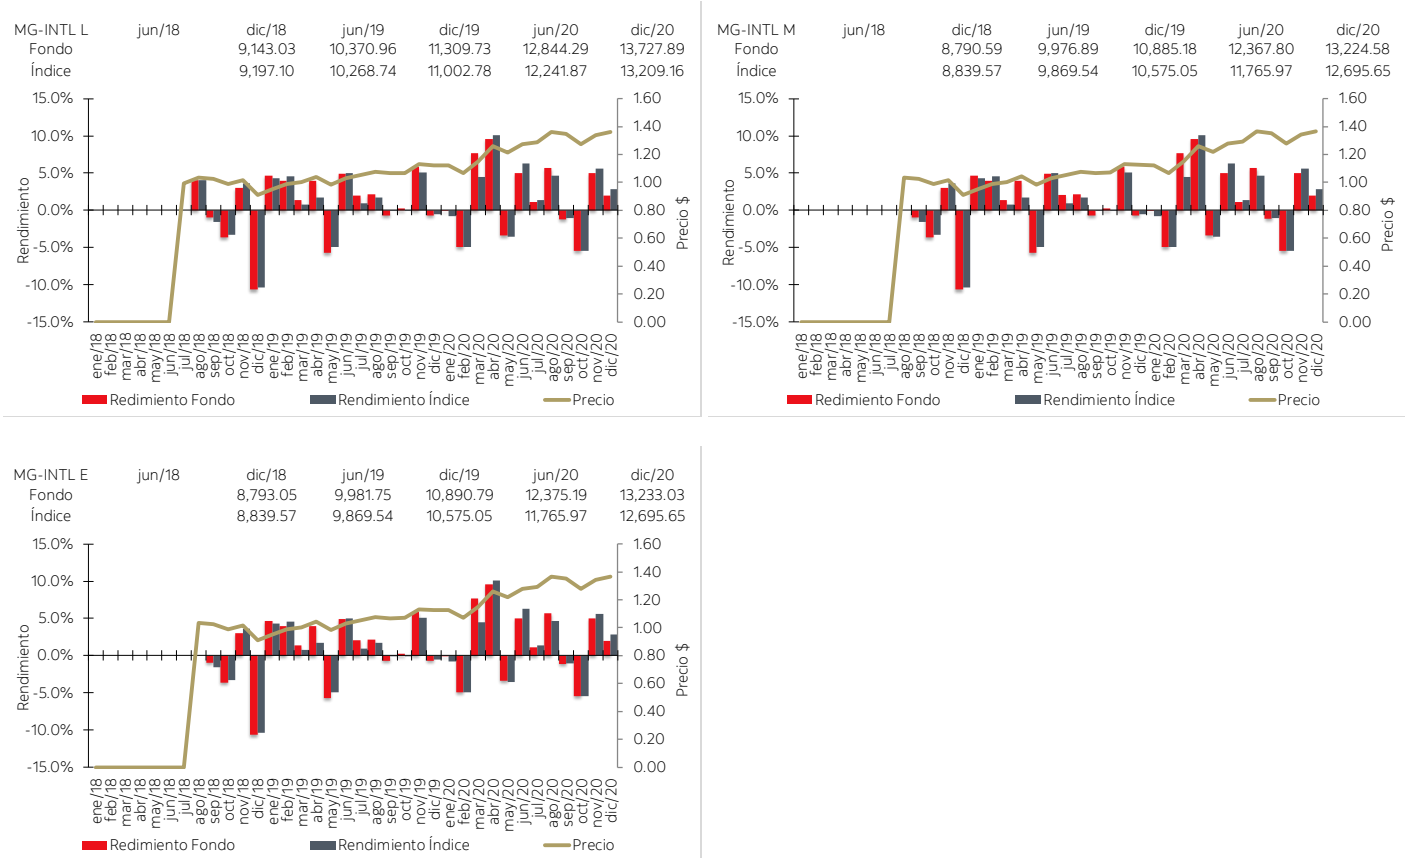 MG-INTL L jun/18 dic/18 jun/19 dic/19 jun/20 dic/20
Fondo 9,143.03 10,370.96 11,309.73 12,844.29 13,727.89
Índice 9,197.10 10,268.74 11,002.78 12,241.87 13,209.16
15.0% 1.60
10.0% 1.40
5.0% 1.20
0.0% 1.00
-5.0% 0.80
-10.0% 0.60
-15.0% 0.40
0.20
0.00
Rendimiento
Precio $
ene/18 feb/18 mar/18 abr/18 may/18 jun/18 jul/18 ago/18 sep/18 oct/18 nov/18 dic/18 ene/19 feb/19 mar/19 abr/19 may/19 jun/19 jul/19 ago/19 sep/19 oct/19 nov/19 dic/19 ene/20 feb/20 mar/20 abr/20 may/20 jun/20 jul/20 ago/20 sep/20 oct/20 nov/20 dic/20
Redimiento Fondo Rendimiento Índice Precio
MG-INTL M jun/18 dic/18 jun/19 dic/19 jun/20 dic/20
Fondo 8,790.59 9,976.89 10,885.18 12,367.80 13,224.58
Índice 8,839.57 9,869.54 10,575.05 11,765.97 12,695.65
15.0% 1.60
10.0% 1.40
5.0% 1.20
0.0% 1.00
-5.0% 0.80
-10.0% 0.60
-15.0% 0.40
0.20
0.00
Rendimiento
Precio $
ene/18 feb/18 mar/18 abr/18 may/18 jun/18 jul/18 ago/18 sep/18 oct/18 nov/18 dic/18 ene/19 feb/19 mar/19 abr/19 may/19 jun/19 jul/19 ago/19 sep/19 oct/19 nov/19 dic/19 ene/20 feb/20 mar/20 abr/20 may/20 jun/20 jul/20 ago/20 sep/20 oct/20 nov/20 dic/20
Redimiento Fondo Rendimiento Índice Precio
MG-INTL E jun/18 dic/18 jun/19 dic/19 jun/20 dic/20
Fondo 8,793.05 9,981.75 10,890.79 12,375.19 13,233.03
Índice 8,839.57 9,869.54 10,575.05 11,765.97 12,695.65
15.0% 1.60
10.0% 1.40
5.0% 1.20
0.0% 1.00
-5.0% 0.80
-10.0% 0.60
-15.0% 0.40
0.20
0.00
Rendimiento
Precio $
ene/18 feb/18 mar/18 abr/18 may/18 jun/18 jul/18 ago/18 sep/18 oct/18 nov/18 dic/18 ene/19 feb/19 mar/19 abr/19 may/19 jun/19 jul/19 ago/19 sep/19 oct/19 nov/19 dic/19 ene/20 feb/20 mar/20 abr/20 may/20 jun/20 jul/20 ago/20 sep/20 oct/20 nov/20 dic/20
Redimiento Fondo Rendimiento Índice Precio